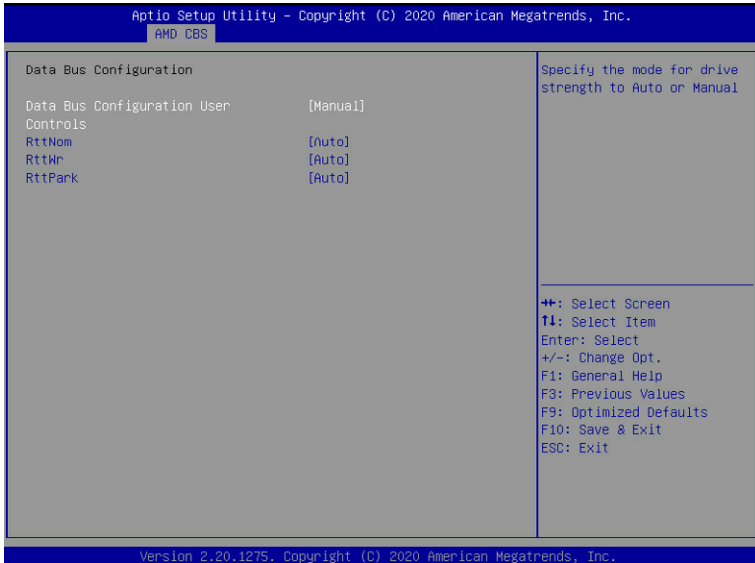 Aptio Setup Utility – Copyright (C) 2020 American Megatrends, Inc.
AMD CBS
Data Bus Configuration
Data Bus Configuration User Controls [Manual]
RttNom [Auto]
RttWr [Auto]
RttPark [Auto]
Specify the mode for drive
strength to Auto or Manual
→←: Select Screen
↑↓: Select Item
Enter: Select
+/-: Change Opt.
F1: General Help
F3: Previous Values
F9: Optimized Defaults
F10: Save & Exit
ESC: Exit
Version 2.20.1275. Copyright (C) 2020 American Megatrends, Inc.